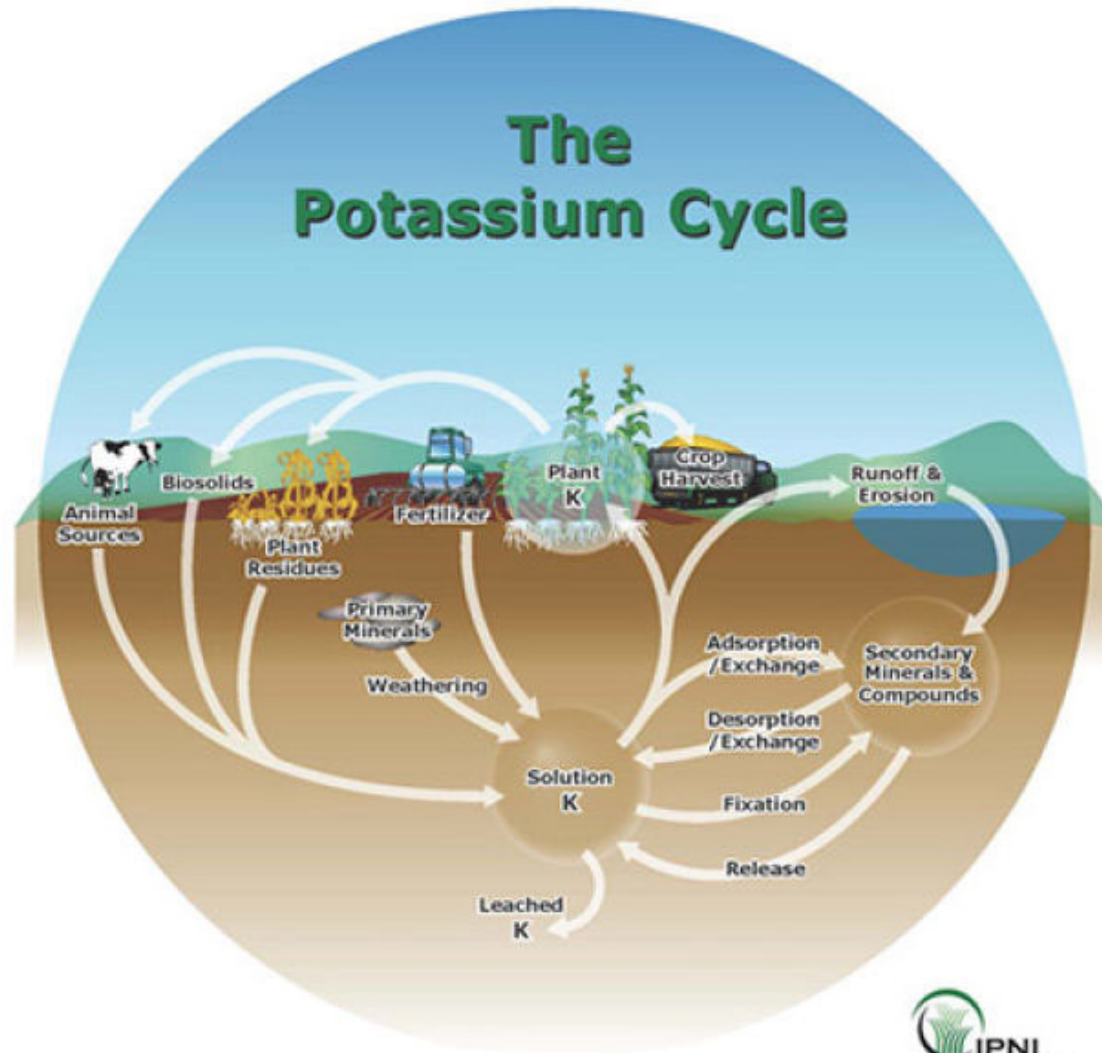 The
Potassium Cycle
Crop
Harvest
Plant
K
Runoff &
Erosion
Biosolids
Animal
Sources
Fertilizer
Plant
Residues
Primary
Minerals
Weathering
Adsorption
/Exchange
Secondary
Minerals &
Compounds
Desorption
/Exchange
Solution
K
Fixation
Release
Leached
K
IPNI